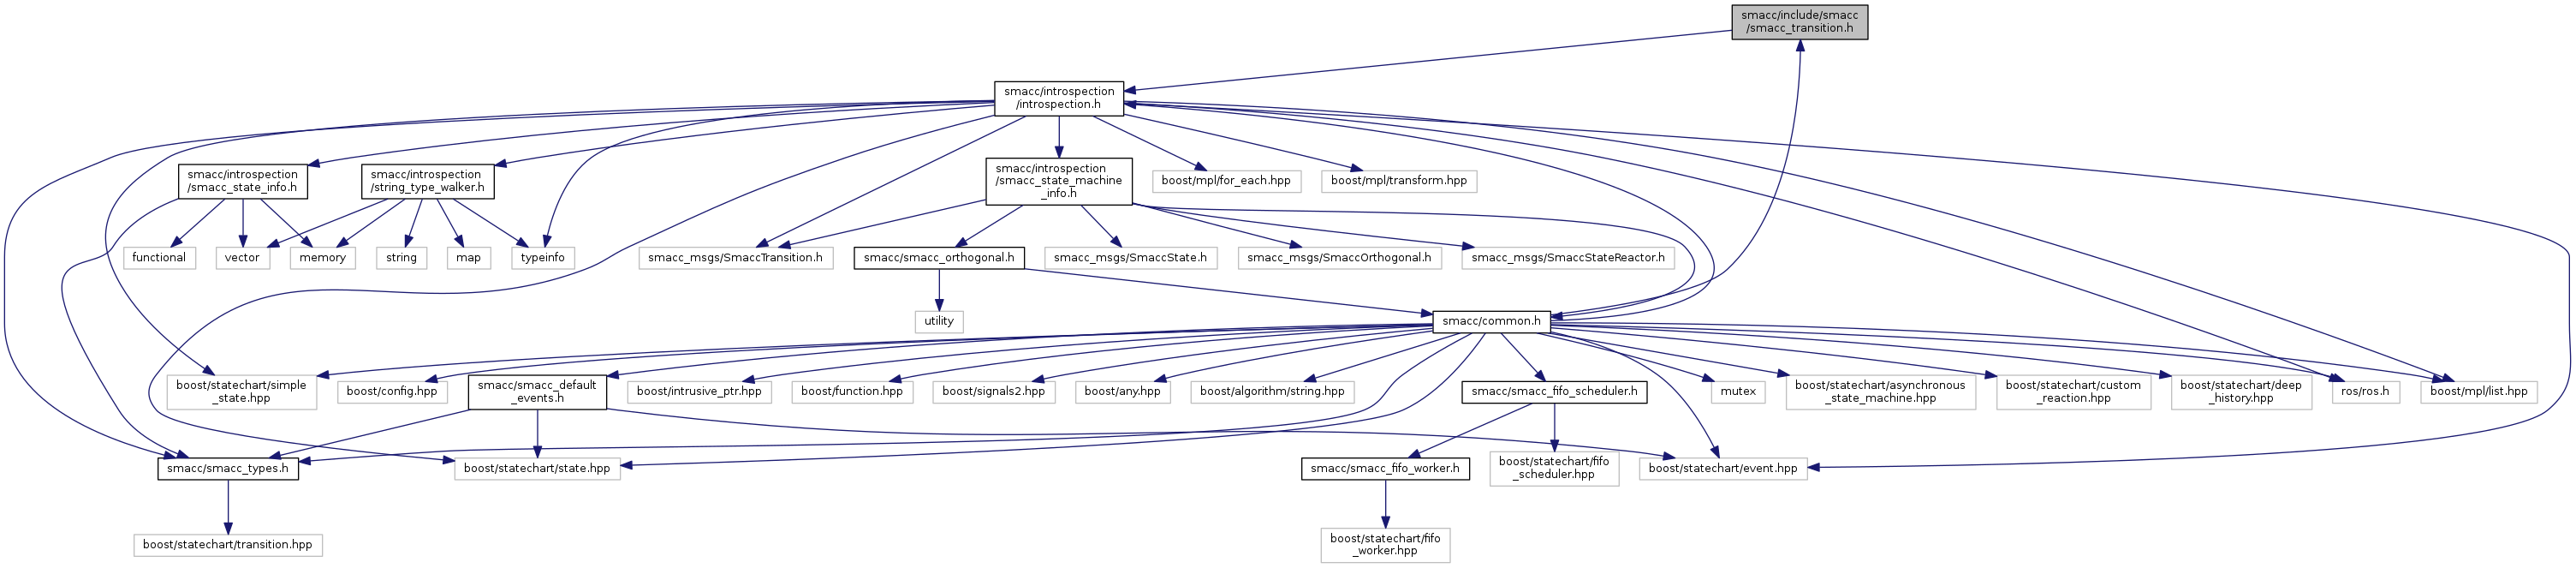 smacc/include/smacc
/smacc_transition.h
smacc/introspection
/introspection.h
smacc/introspection
/smacc_state_info.h
smacc/introspection
/string_type_walker.h
smacc/introspection
/smacc_state_machine
_info.h
boost/mpl/for_each.hpp
boost/mpl/transform.hpp
functional
vector
memory
string
map
typeinfo
smacc_msgs/SmaccTransition.h
smacc/smacc_orthogonal.h
smacc_msgs/SmaccState.h
smacc_msgs/SmaccOrthogonal.h
smacc_msgs/SmaccStateReactor.h
utility
smacc/common.h
boost/statechart/simple
_state.hpp
boost/config.hpp
smacc/smacc_default
_events.h
boost/intrusive_ptr.hpp
boost/function.hpp
boost/signals2.hpp
boost/any.hpp
boost/algorithm/string.hpp
smacc/smacc_fifo_scheduler.h
mutex
boost/statechart/asynchronous
_state_machine.hpp
boost/statechart/custom
_reaction.hpp
boost/statechart/deep
_history.hpp
ros/ros.h
boost/mpl/list.hpp
smacc/smacc_types.h
boost/statechart/state.hpp
smacc/smacc_fifo_worker.h
boost/statechart/fifo
_scheduler.hpp
boost/statechart/event.hpp
boost/statechart/transition.hpp
boost/statechart/fifo
_worker.hpp